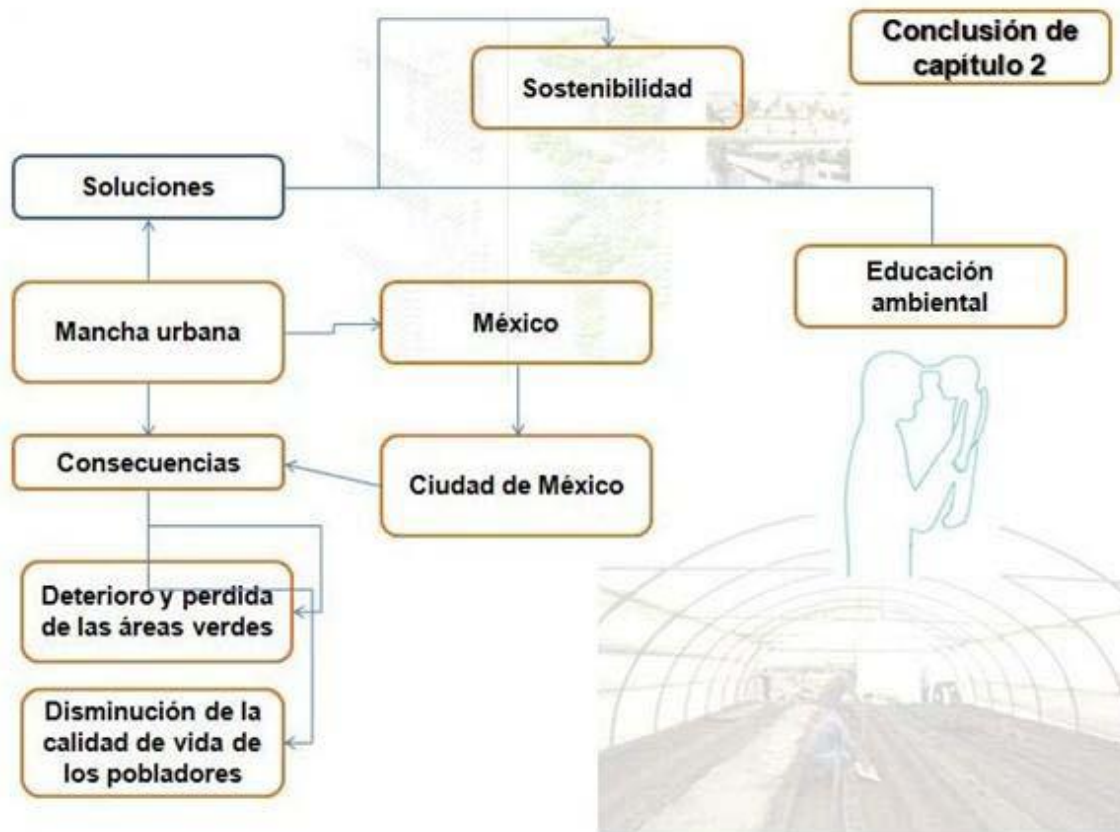 Conclusión de
capitulo 2
Sostenibilidad
Soluciones
Educación
ambiental
Mancha urbana
México
Consecuencias
Ciudad de México
Deterioro y perdida
de las áreas verdes
Disminución de la
calidad de vida de
los pobladores